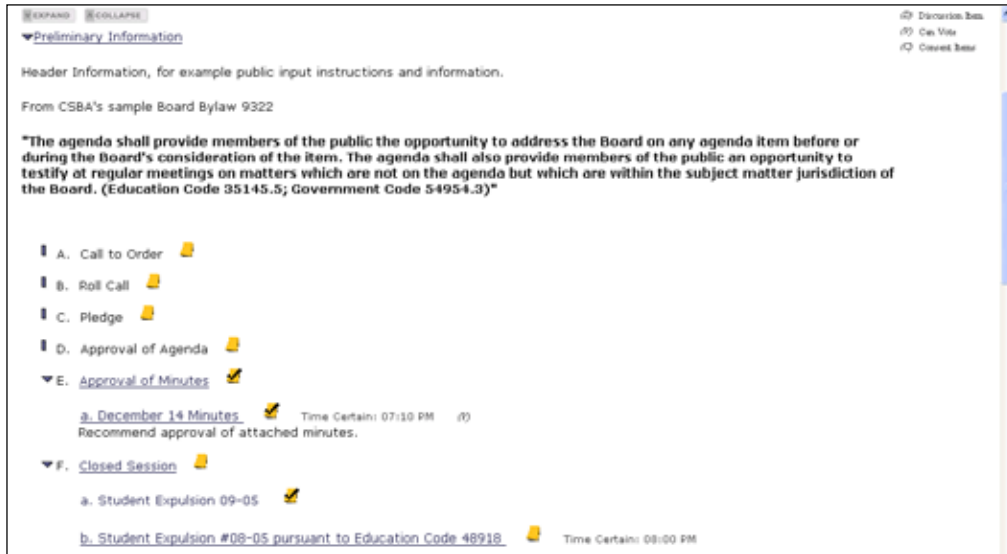 EXPAND COLLAPSE
Discussion Item
Can Vote
Consent Items
Preliminary Information
Header Information, for example public input instructions and information.
From CSBA's sample Board Bylaw 9322
"The agenda shall provide members of the public the opportunity to address the Board on any agenda item before or
during the Board's consideration of the item. The agenda shall also provide members of the public an opportunity to
testify at regular meetings on matters which are not on the agenda but which are within the subject matter jurisdiction of
the Board. (Education Code 35145.5; Government Code 54954.3)"
A. Call to Order
B. Roll Call
C. Pledge
D. Approval of Agenda
E. Approval of Minutes
a. December 14 Minutes Time Certain: 07:10 PM
Recommend approval of attached minutes.
F. Closed Session
a. Student Expulsion 09-05
b. Student Expulsion #08-05 pursuant to Education Code 48918 Time Certain: 08:00 PM